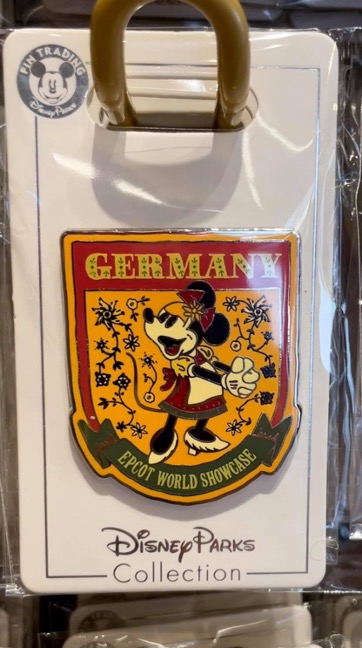 PIN TRADING
Disney Parks
GERMANY
EPCOT WORLD SHOWCASE
Disney Parks
Collection